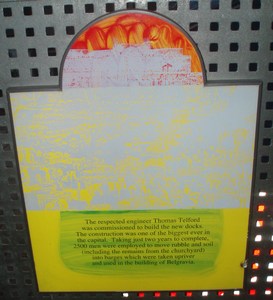 The respected engineer Thomas Telford
was commissioned to build the new docks.
The construction was one of the biggest ever in
the capital. Taking just two years to complete,
2500 men were employed to move rubble and soil
(including the remains from the churchyard)
into barges which were taken upriver
and used in the building of Belgravia.